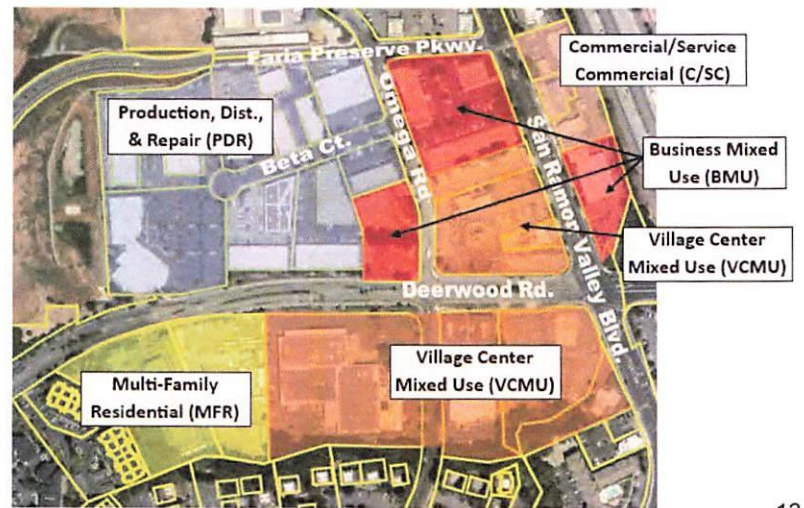 Faria Preserve Pkwy.
Commercial/Service
Commercial (C/SC)
Production, Dist.,
& Repair (PDR)
Omega Rd
Beta Ct.
San Ramon Valley Blvd.
Business Mixed
Use (BMU)
Village Center
Mixed Use (VCMU)
Deerwood Rd.
Village Center
Mixed Use (VCMU)
Multi-Family
Residential (MFR)